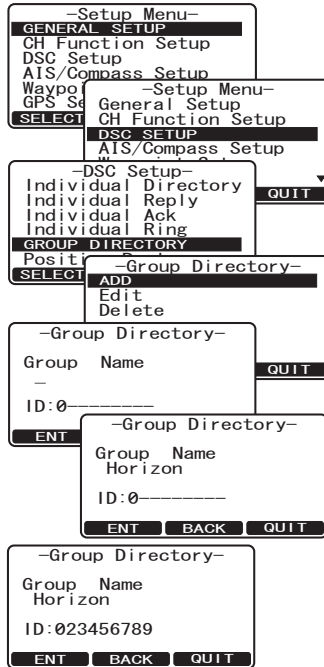 -Setup Menu-
GENERAL SETUP
CH Function Setup
DSC Setup
AIS/Compass Setup
GPS
SELECT
-Setup Menu-
General Setup
CH Function Setup
DSC SETUP
AIS/Compass Setup
QUIT
-DSC Setup-
Individual Directory
Individual Reply
Individual Ack
Individual Ring
GROUP DIRECTORY
SELECT
-Group Directory-
ADD
Edit
Delete
QUIT
-Group Directory-
Group Name
_
ID:0--------
ENT
-Group Directory-
Group Name
Horizon
ID:0--------
ENT BACK QUIT
-Group Directory-
Group Name
Horizon
ID:023456789
ENT BACK QUIT